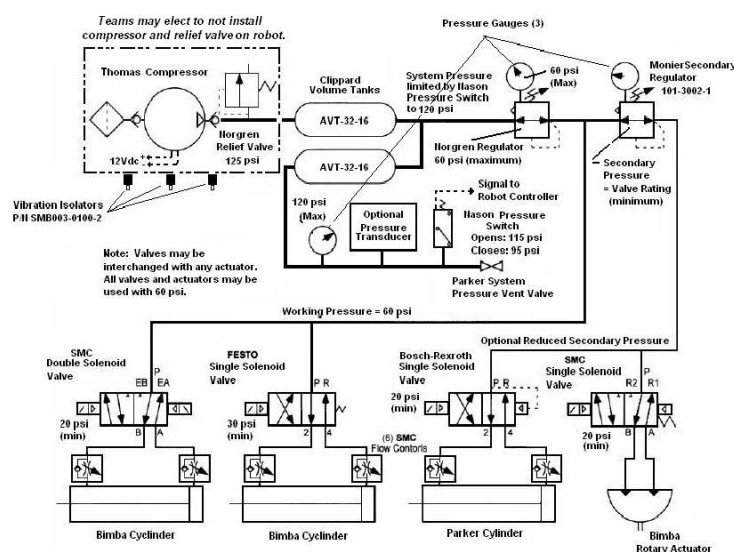 Teams may elect to not install
compressor and relief valve on robot.
Pressure Gauges (3)
Thomas Compressor
Clippard
Volume Tanks
System Pressure
limited by Nason
Pressure Switch
to 120 psi
60 psi
(Max)
MonierSecondary
Regulator
101-3002-1
AVT-32-16
Norgren
Relief Valve
125 psi
12Vdc
AVT-32-16
Norgren Regulator
60 psi (maximum)
Secondary
Pressure
= Valve Rating
(minimum)
Vibration Isolators
P/N SMB003-0100-2
120 psi
(Max)
Optional
Pressure
Transducer
Signal to
Robot Controller
Nason Pressure
Switch
Opens: 115 psi
Closes: 95 psi
Note: Valves may be
interchanged with any actuator.
All valves and actuators may be
used with 60 psi.
Parker System
Pressure Vent Valve
Working Pressure = 60 psi
Optional Reduced Secondary Pressure
SMC
Double Solenoid
Valve
P
EB EA
20 psi
(min)
B A
FESTO
Single Solenoid
Valve
P R
30 psi
(min)
2 4
(6) SMC
Flow Contorls
Bosch-Rexroth
Single Solenoid
Valve
P R
20 psi
(min)
2 4
SMC
Single Solenoid
Valve
P
R2 R1
20 psi
(min)
B A
Bimba Cyclinder
Bimba Cyclinder
Parker Cylinder
Bimba
Rotary Actuator